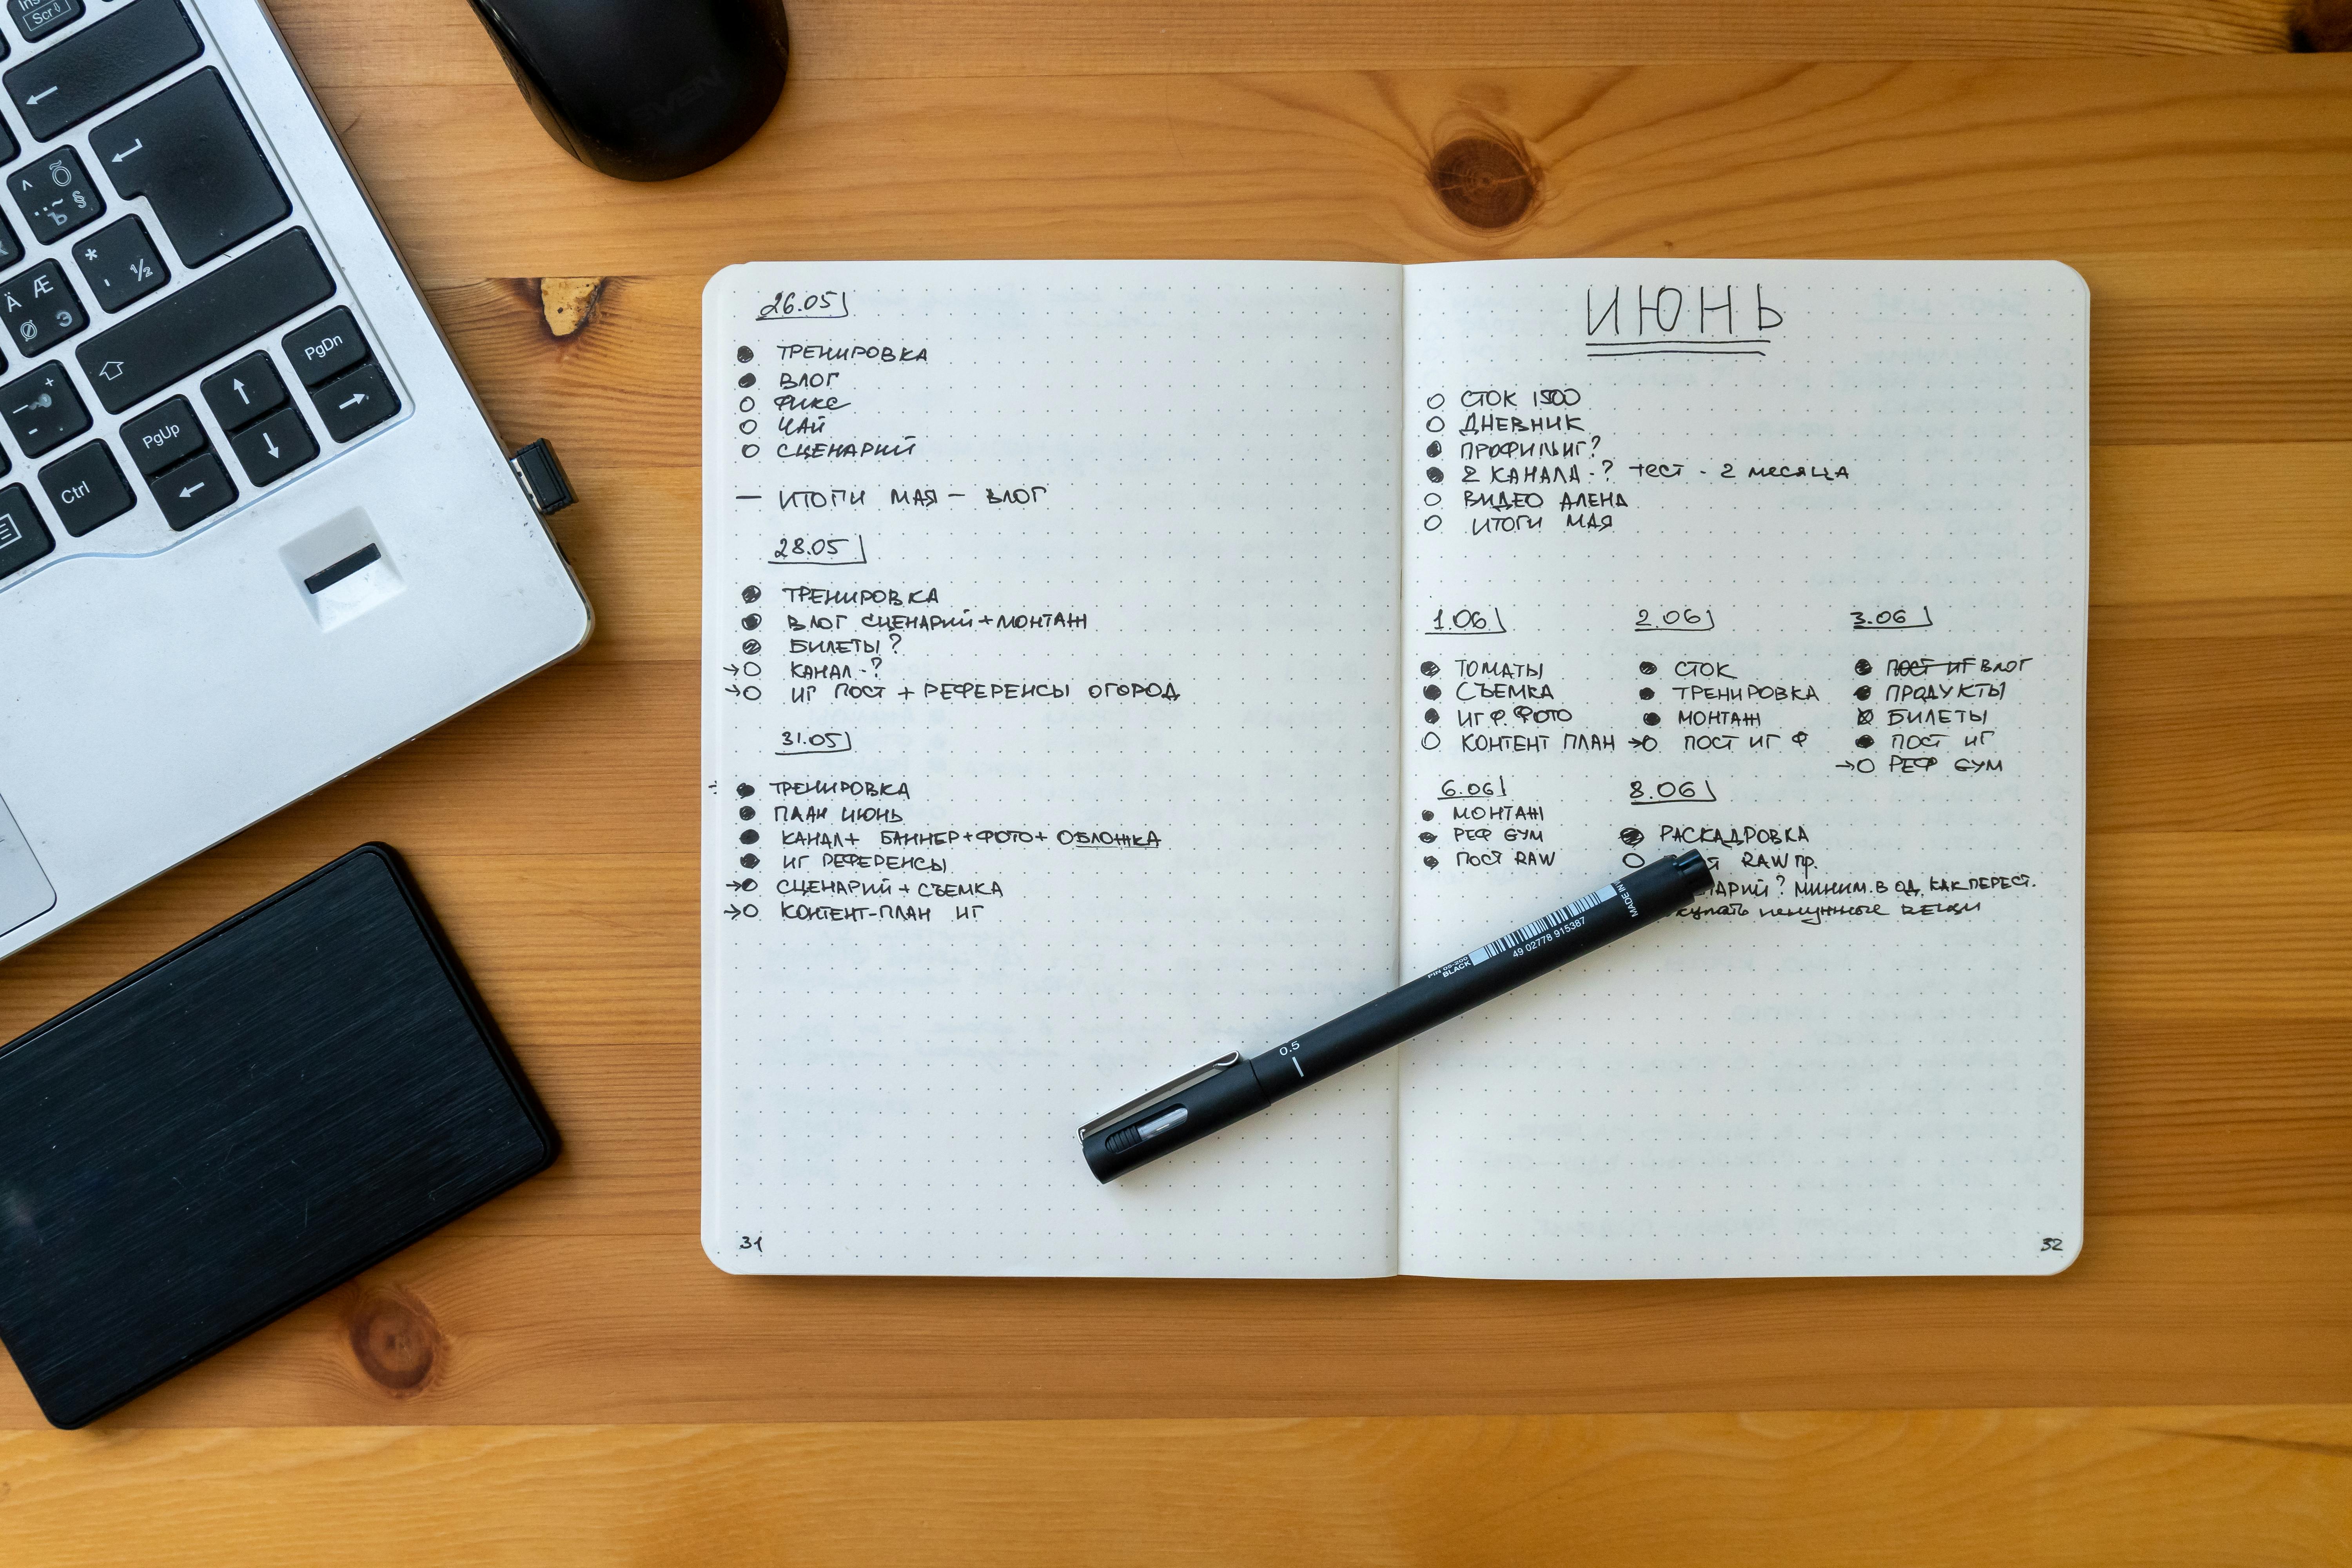 Ins
Scr
PgUp
PgDn
Ctrl
Õ
§
Ъ
*
½
Ä Æ
Ø Э
SVEN
26.05
ТРЕНИРОВКА
ВЛОГ
ФИКС
ЧАЙ
СЦЕНАРИЙ
— ИТОГИ МАЯ — ВЛОГ
28.05
ТРЕНИРОВКА
ВЛОГ СЦЕНАРИЙ + МОНТАЖ
БИЛЕТЫ?
→ КАНАЛ - ?
→ ИГ ПОСТ + РЕФЕРЕНСЫ ОГОРОД
31.05
ТРЕНИРОВКА
ПЛАН ИЮНЬ
КАНАЛ + БАННЕР + ФОТО + ОБЛОЖКА
ИГ РЕФЕРЕНСЫ
→ СЦЕНАРИЙ + СЪЕМКА
→ КОНТЕНТ-ПЛАН ИГ
31
ИЮНЬ
СТОК 1500
ДНЕВНИК
ПРОФИЛЬ ИГ?
2 КАНАЛА - ? ТЕСТ - 2 МЕСЯЦА
ВИДЕО АЛЕНА
ИТОГИ МАЯ
1.06
ТОМАТЫ
СЪЕМКА
ИГ Ф. ФОТО
КОНТЕНТ ПЛАН
2.06
СТОК
ТРЕНИРОВКА
МОНТАЖ
→ ПОСТ ИГ Ф
3.06
ПОСТ ИГ ВЛОГ
ПРОДУКТЫ
БИЛЕТЫ
ПОСТ ИГ
→ РЕФ GYM
6.06
МОНТАЖ
РЕФ GYM
ПОСТ RAW
8.06
РАСКАДРОВКА
RAW пр.
МИНИМ. В ОД. КАК ПЕРЕСТ.
ненужные вещи
32
PIN 05-200
BLACK
49 02778 915387
MADE IN
0.5